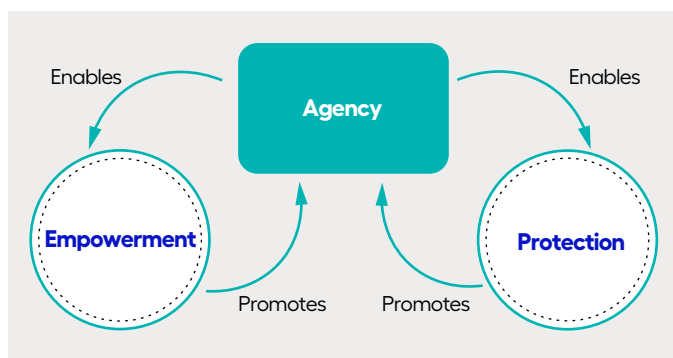 Enables
Enables
Agency
Empowerment
Protection
Promotes
Promotes